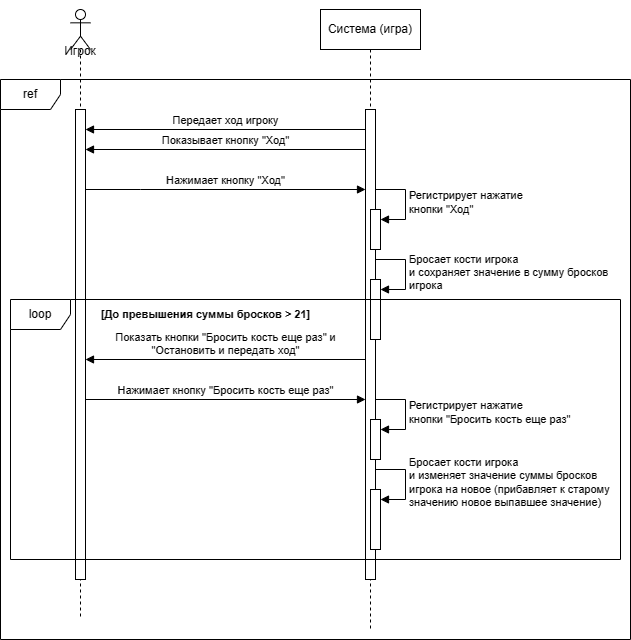 Игрок
Система (игра)
ref
Передает ход игроку
Показывает кнопку "Ход"
Нажимает кнопку "Ход"
Регистрирует нажатие
кнопки "Ход"
Бросает кости игрока
и сохраняет значение в сумму бросков
игрока
loop
[До превышения суммы бросков > 21]
Показать кнопки "Бросить кость еще раз" и
"Остановить и передать ход"
Нажимает кнопку "Бросить кость еще раз"
Регистрирует нажатие
кнопки "Бросить кость еще раз"
Бросает кости игрока
и изменяет значение суммы бросков
игрока на новое (прибавляет к старому
значению новое выпавшее значение)